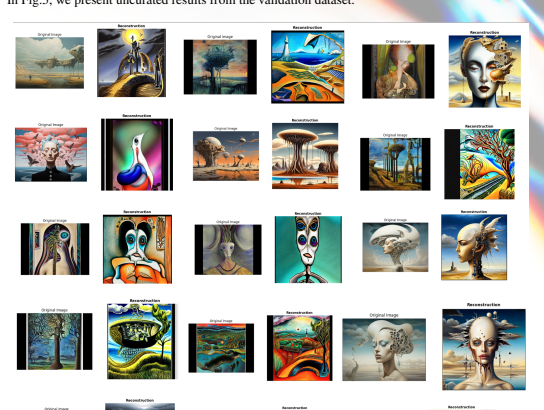 In Fig.5, we present uncurated results from the validation dataset.
Original Image
Reconstruction
Original Image
Reconstruction
Original Image
Reconstruction
Original Image
Reconstruction
Original Image
Reconstruction
Original Image
Reconstruction
Original Image
Reconstruction
Original Image
Reconstruction
Original Image
Reconstruction
Original Image
Reconstruction
Original Image
Reconstruction
Original Image
Reconstruction
Original Image
Reconstruction
Reconstruction
Reconstruction